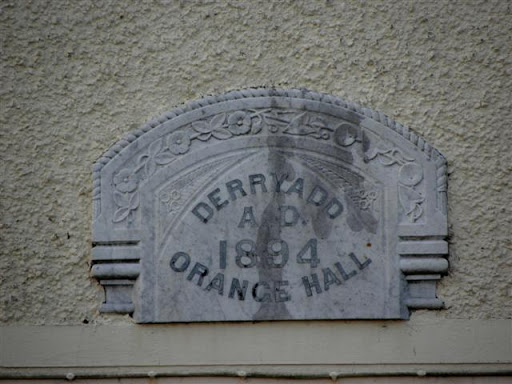 DERRYADD
A.D.
1894
ORANGE HALL